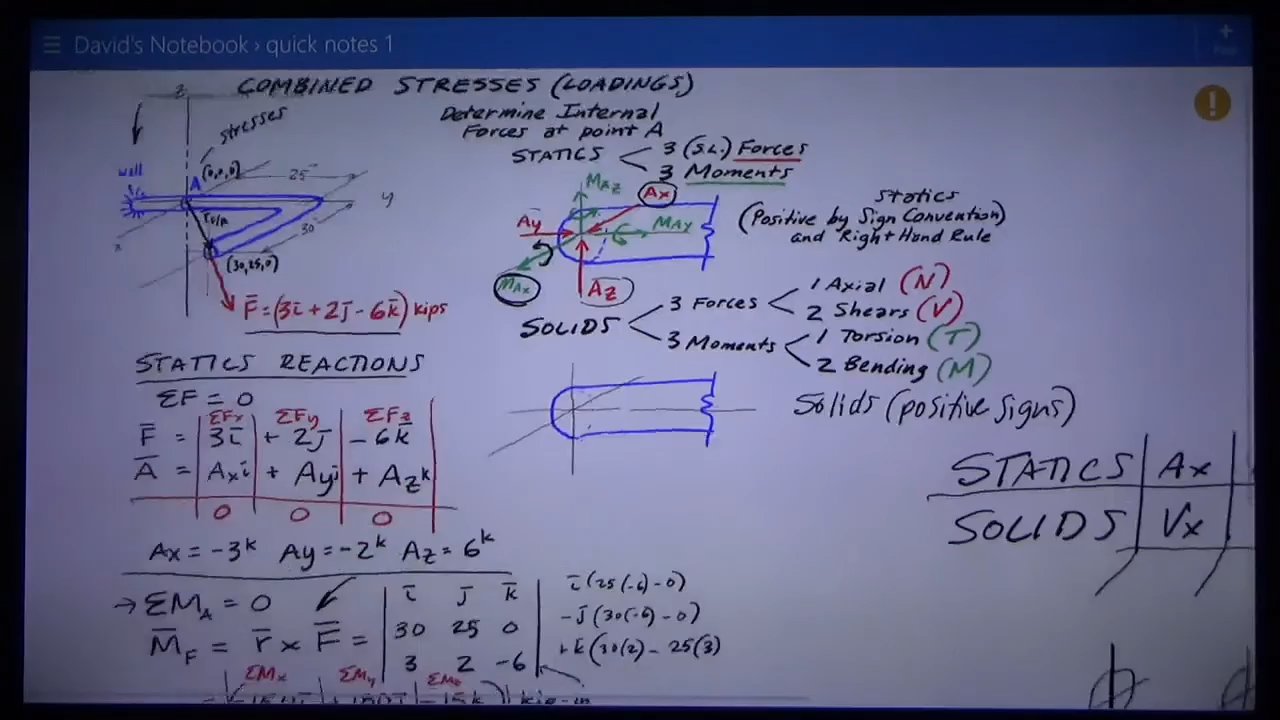 David's Notebook › quick notes 1
COMBINED STRESSES (LOADINGS)
Determine Internal
Forces at point A
STATICS < 3 (S.L.) Forces
3 Moments
z
stresses
wall
(0,0,0)
25"
A
y
x
30"
(30,25,0)
F̄ = (3ī + 2j̄ - 6k̄) kips
MAz
Ax
Ay
MAy
MAx
Az
Statics
(Positive by Sign Convention)
and Right Hand Rule
SOLIDS < 3 Forces < 1 Axial (N)
2 Shears (V)
3 Moments < 1 Torsion (T)
2 Bending (M)
Solids (positive signs)
STATICS | Ax
SOLIDS | Vx
STATICS REACTIONS
ΣF = 0
ΣFx ΣFy ΣFz
F̄ = 3ī + 2j̄ - 6k̄
Ā = Axī + Ayj̄ + Azk̄
0 0 0
Ax = -3k Ay = -2k Az = 6k
→ ΣMA = 0
M̄F = r̄ x F̄ =
ī j̄ k̄
30 25 0
3 2 -6
ī (25(-6) - 0)
- j̄ (30(-6) - 0)
+ k̄ (30(2) - 25(3)
ΣMx ΣMy ΣMz
kip-in